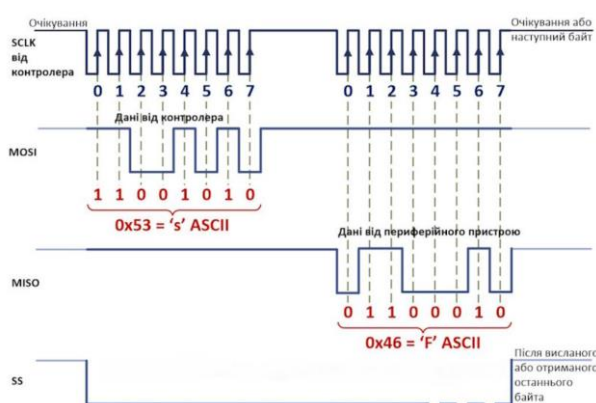 Очікування
Очікування або
наступний байт
SCLK
від
контролера
0 1 2 3 4 5 6 7
0 1 2 3 4 5 6 7
Дані від контролера
MOSI
1 1 0 0 1 0 1 0
0x53 = ‘s’ ASCII
Дані від периферійного пристрою
MISO
0 1 1 0 0 0 1 0
0x46 = ‘F’ ASCII
Після висланого
або отриманого
останнього
байта
SS